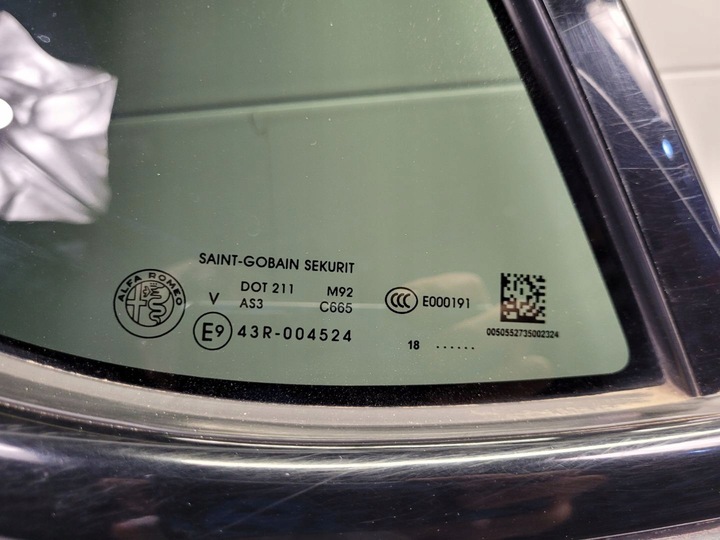 SAINT-GOBAIN SEKURIT
ALFA ROMEO
V DOT 211 M92
AS3 C665
CCC E000191
E9 43R-004524
18 ......
0050552735002324